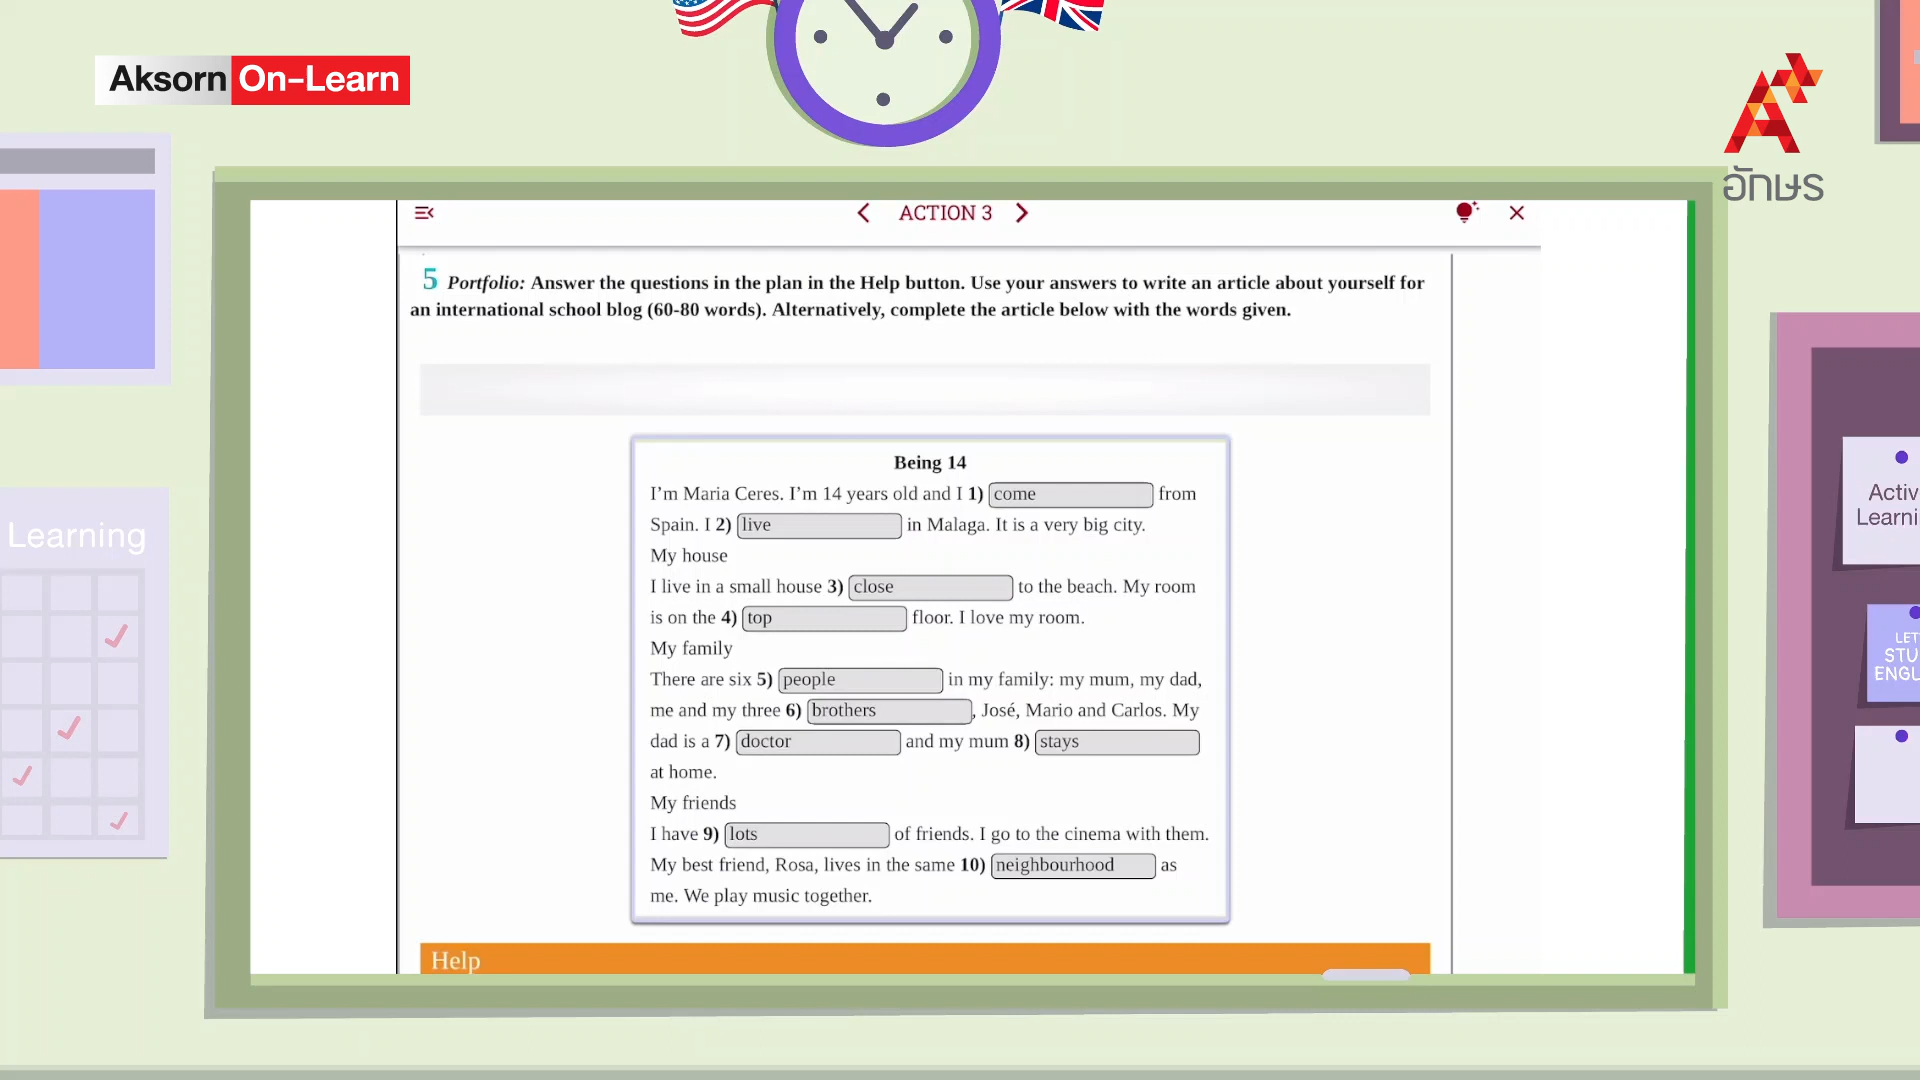 Aksorn On-Learn
อักษร
ACTION 3
5 Portfolio: Answer the questions in the plan in the Help button. Use your answers to write an article about yourself for
an international school blog (60-80 words). Alternatively, complete the article below with the words given.
Being 14
I'm Maria Ceres. I'm 14 years old and I 1) come from
Spain. I 2) live in Malaga. It is a very big city.
My house
I live in a small house 3) close to the beach. My room
is on the 4) top floor. I love my room.
My family
There are six 5) people in my family: my mum, my dad,
me and my three 6) brothers, José, Mario and Carlos. My
dad is a 7) doctor and my mum 8) stays
at home.
My friends
I have 9) lots of friends. I go to the cinema with them.
My best friend, Rosa, lives in the same 10) neighbourhood as
me. We play music together.
Help
Learning
Activ
Learni
LET
STU
ENGL